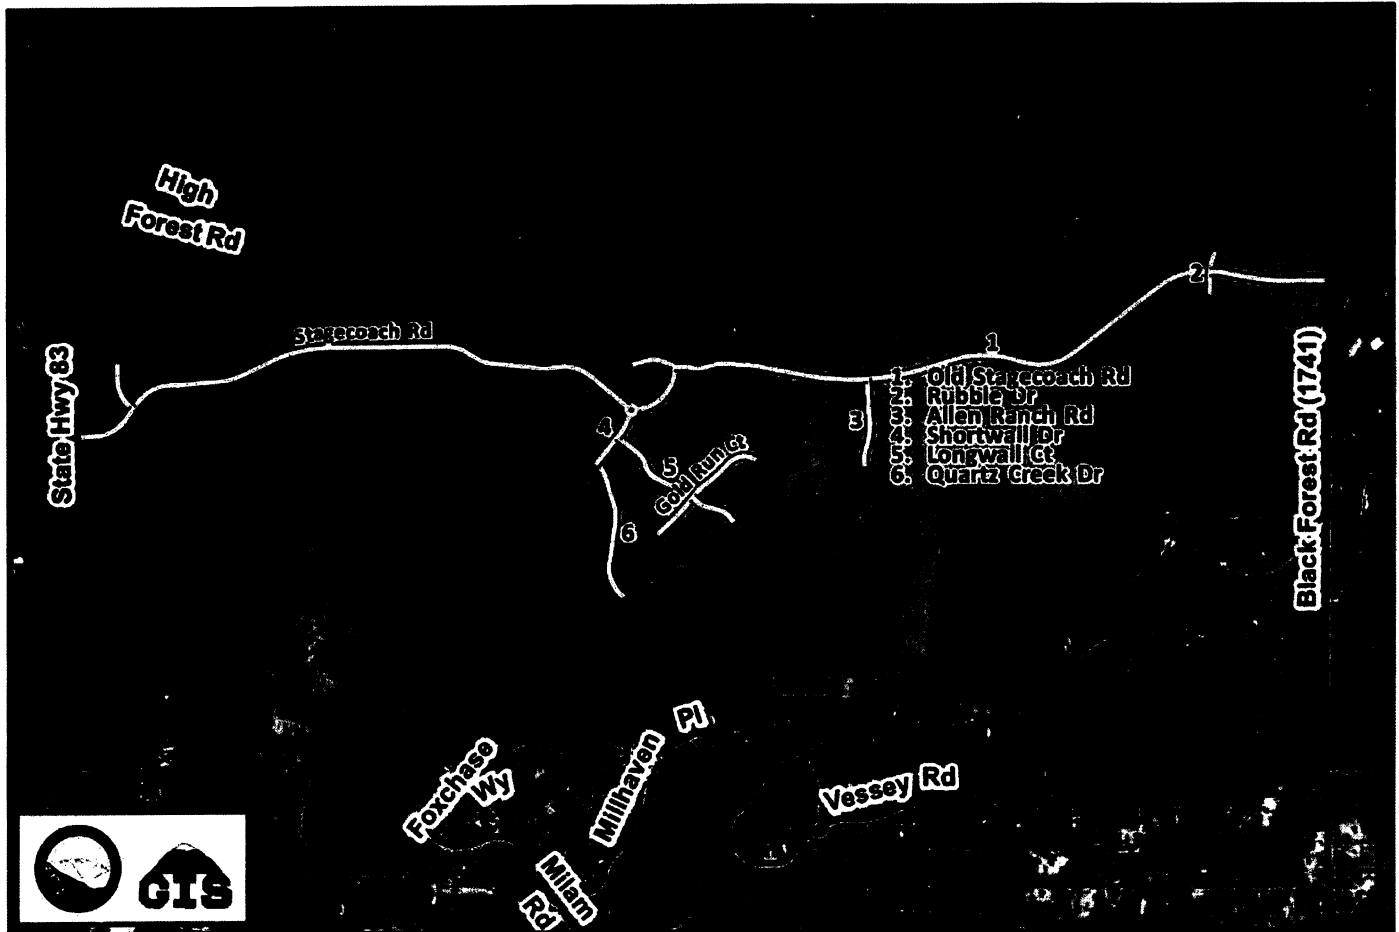 High
Forest Rd
2
Stagecoach Rd
State Hwy 83
1
Black Forest Rd (1741)
1. Old Stagecoach Rd
2. Rubble Dr
3. Allen Ranch Rd
4. Shortwall Dr
5. Longwall Ct
6. Quartz Creek Dr
3
4
5
Gold Run Ct
6
Pl
Millhaven
Foxchase
Wy
Vessey Rd
Milam
Rd
GIS